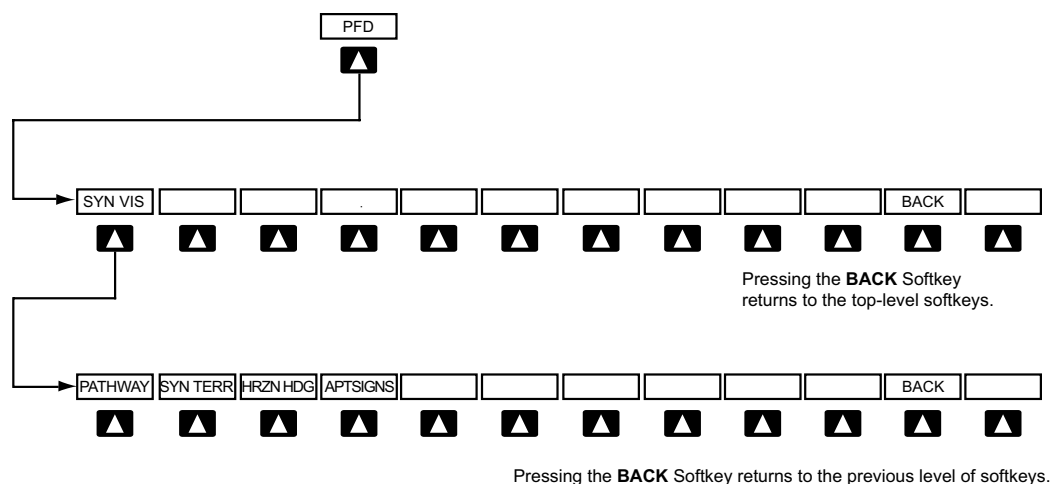 PFD
SYN VIS . BACK
Pressing the BACK Softkey
returns to the top-level softkeys.
PATHWAY SYN TERR HRZN HDG APTSIGNS BACK
Pressing the BACK Softkey returns to the previous level of softkeys.